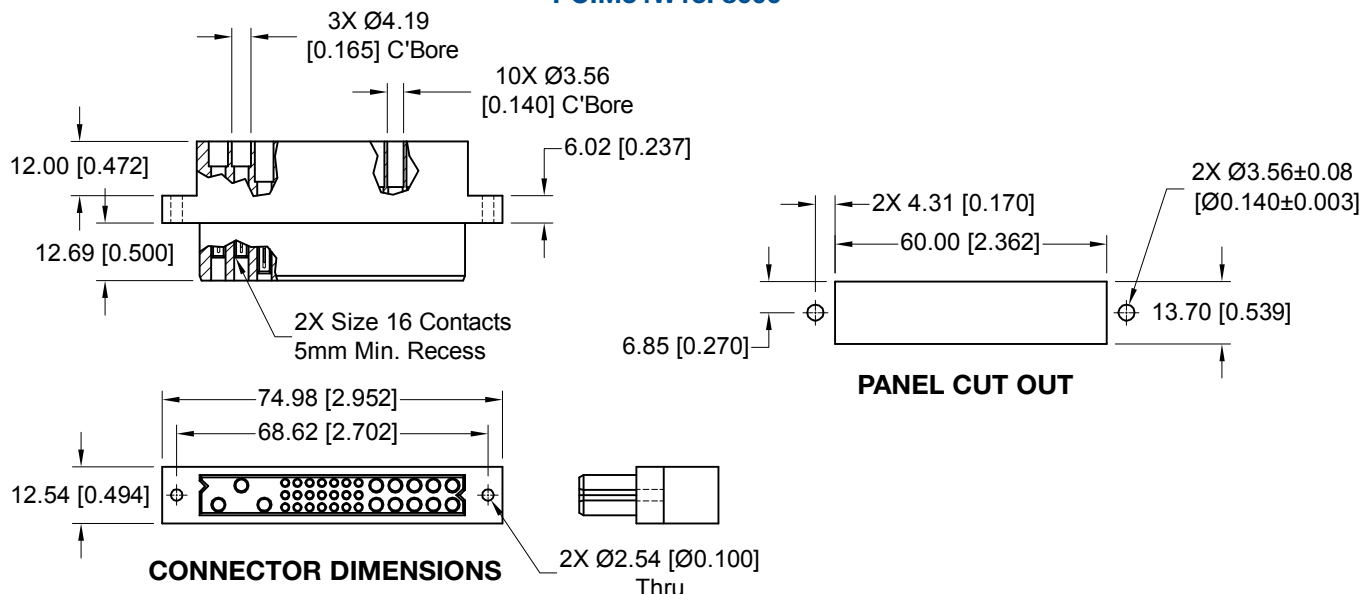 3X Ø4.19
[0.165] C'Bore
10X Ø3.56
[0.140] C'Bore
12.00 [0.472]
6.02 [0.237]
12.69 [0.500]
2X Size 16 Contacts
5mm Min. Recess
2X Ø3.56±0.08
[Ø0.140±0.003]
2X 4.31 [0.170]
60.00 [2.362]
13.70 [0.539]
6.85 [0.270]
PANEL CUT OUT
74.98 [2.952]
68.62 [2.702]
12.54 [0.494]
2X Ø2.54 [Ø0.100]
Thru
CONNECTOR DIMENSIONS